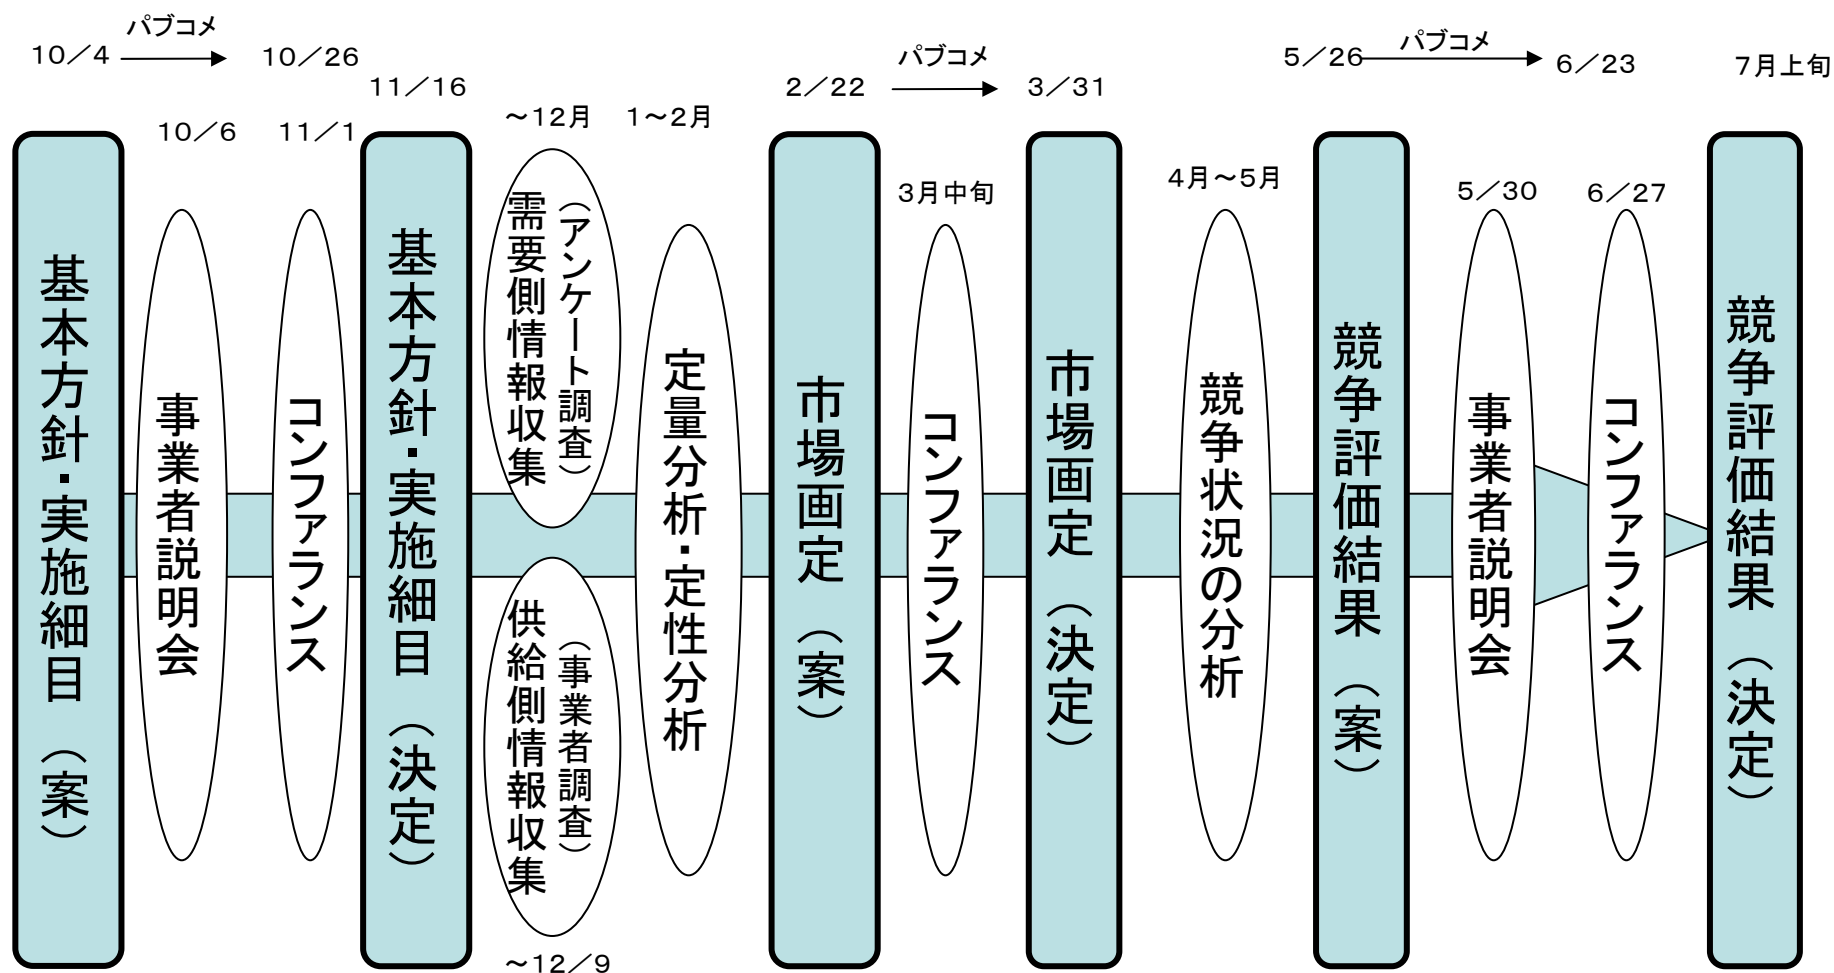 パブコメ
10／4
10／26
11／16
10／6
11／1
～12月
1～2月
2／22
パブコメ
3／31
3月中旬
4月～5月
5／26
パブコメ
6／23
7月上旬
5／30
6／27
基本方針・実施細目　（案）
事業者説明会
コンファランス
基本方針・実施細目　（決定）
（アンケート調査）
需要側情報収集
（事業者調査）
供給側情報収集
～12／9
定量分析・定性分析
市場画定　（案）
コンファランス
市場画定　（決定）
競争状況の分析
競争評価結果　（案）
事業者説明会
コンファランス
競争評価結果　（決定）